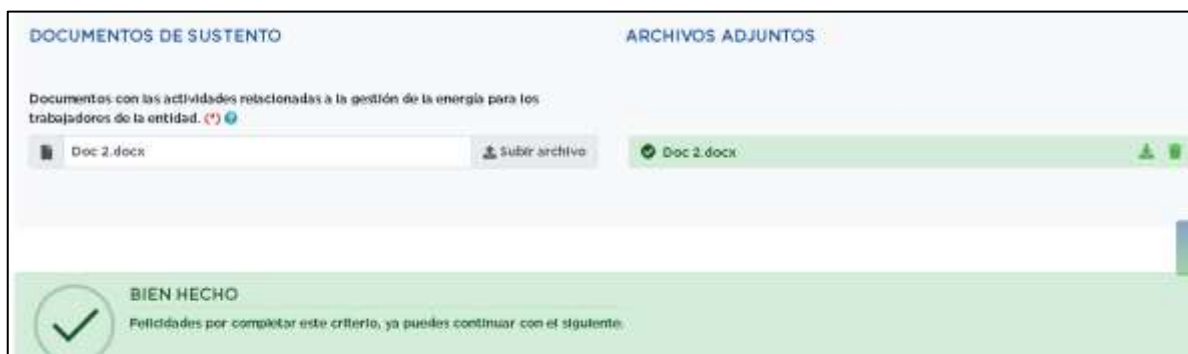 DOCUMENTOS DE SUSTENTO
ARCHIVOS ADJUNTOS
Documentos con las actividades relacionadas a la gestión de la energía para los
trabajadores de la entidad. (*)
Doc 2.docx
Subir archivo
Doc 2.docx
BIEN HECHO
Felicidades por completar este criterio, ya puedes continuar con el siguiente.